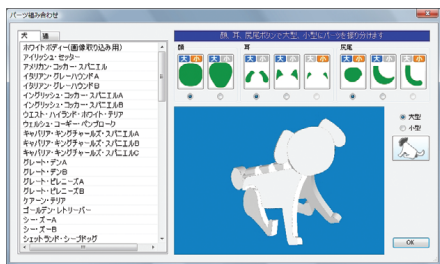 パーツ組み合わせ
犬
猫
顔、耳、尻尾ボタンで大型、小型にパーツを振り分けます
ホワイトボディー(画像取り込み用)
アイリッシュ・セッター
アメリカン・コッカー・スパニエル
イタリアン・グレーハウンドA
イタリアン・グレーハウンドB
イングリッシュ・コッカー・スパニエルA
イングリッシュ・コッカー・スパニエルB
ウエスト・ハイランド・ホワイト・テリア
ウェルシュ・コーギー・ペンブローク
キャバリア・キングチャールズ・スパニエルA
キャバリア・キングチャールズ・スパニエルB
キャバリア・キングチャールズ・スパニエルC
グレート・デンA
グレート・デンB
グレート・ピレニーズA
グレート・ピレニーズB
ケアーン・テリア
ゴールデン・レトリーバー
シー・ズーA
シー・ズーB
シェットランド・シープドッグ
顔
耳
尻尾
大 小 大 小 大 小 大 小 大 小 大 小 大 小 大 小
大型
小型
OK